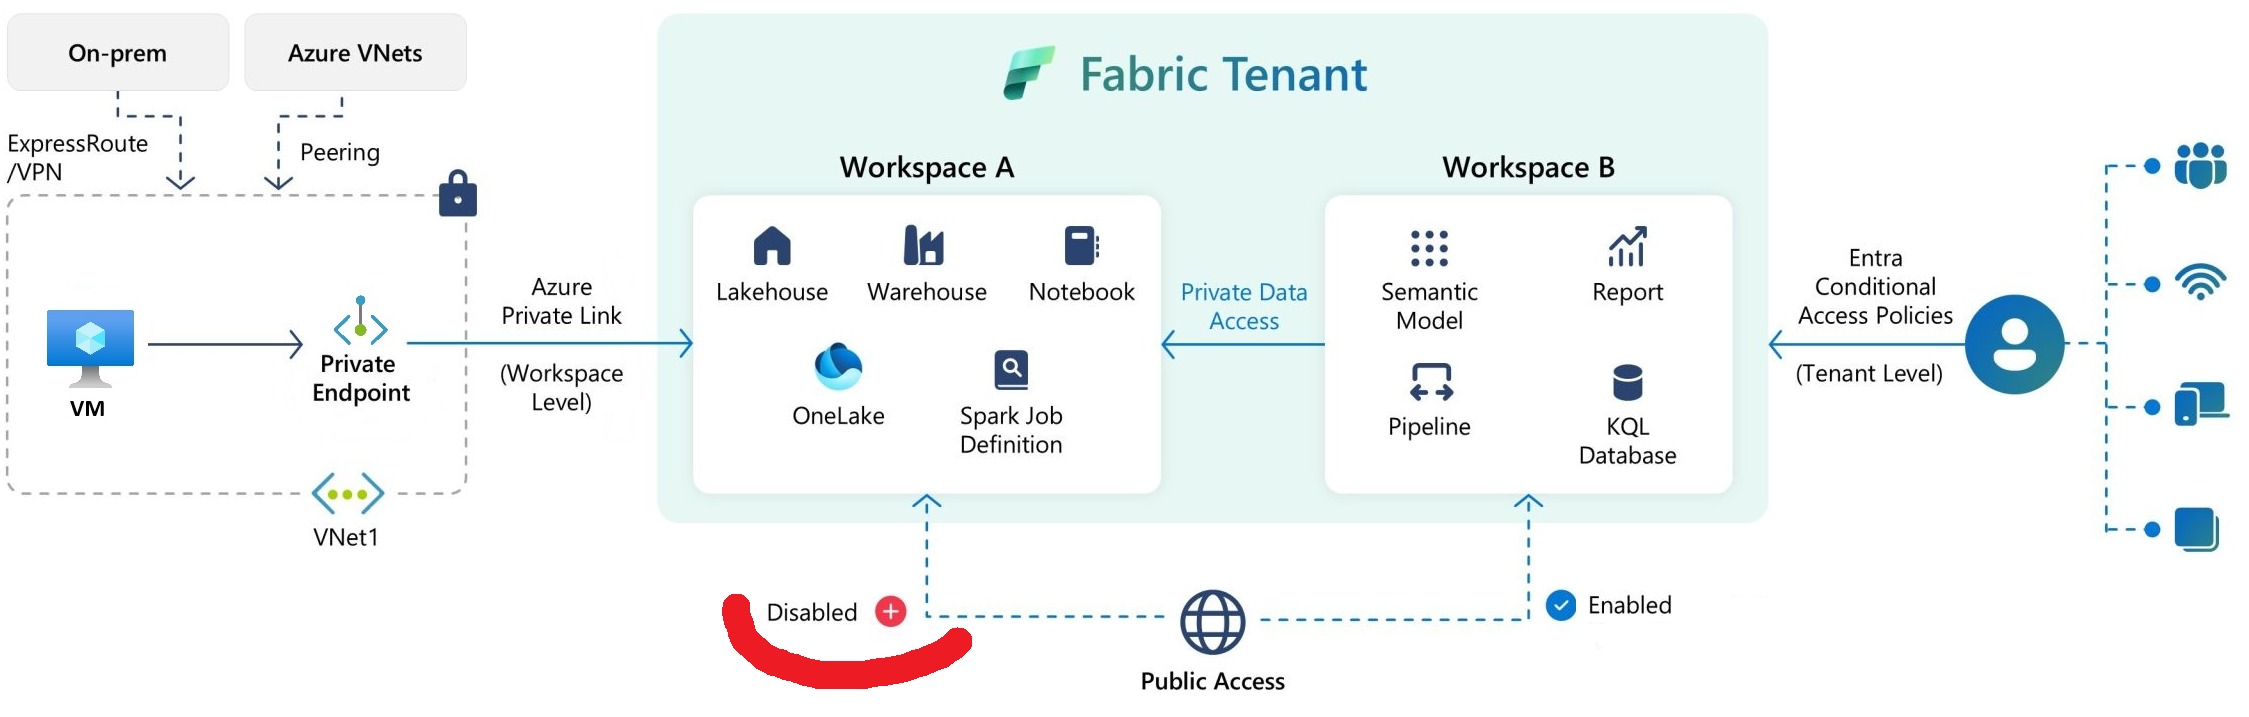 On-prem
Azure VNets
Fabric Tenant
ExpressRoute
/VPN
Peering
Workspace A
Workspace B
Lakehouse
Warehouse
Notebook
OneLake
Spark Job
Definition
Semantic
Model
Report
Pipeline
KQL
Database
Azure
Private Link
(Workspace
Level)
Private Data
Access
Entra
Conditional
Access Policies
(Tenant Level)
VM
Private
Endpoint
VNet1
Disabled
Enabled
Public Access